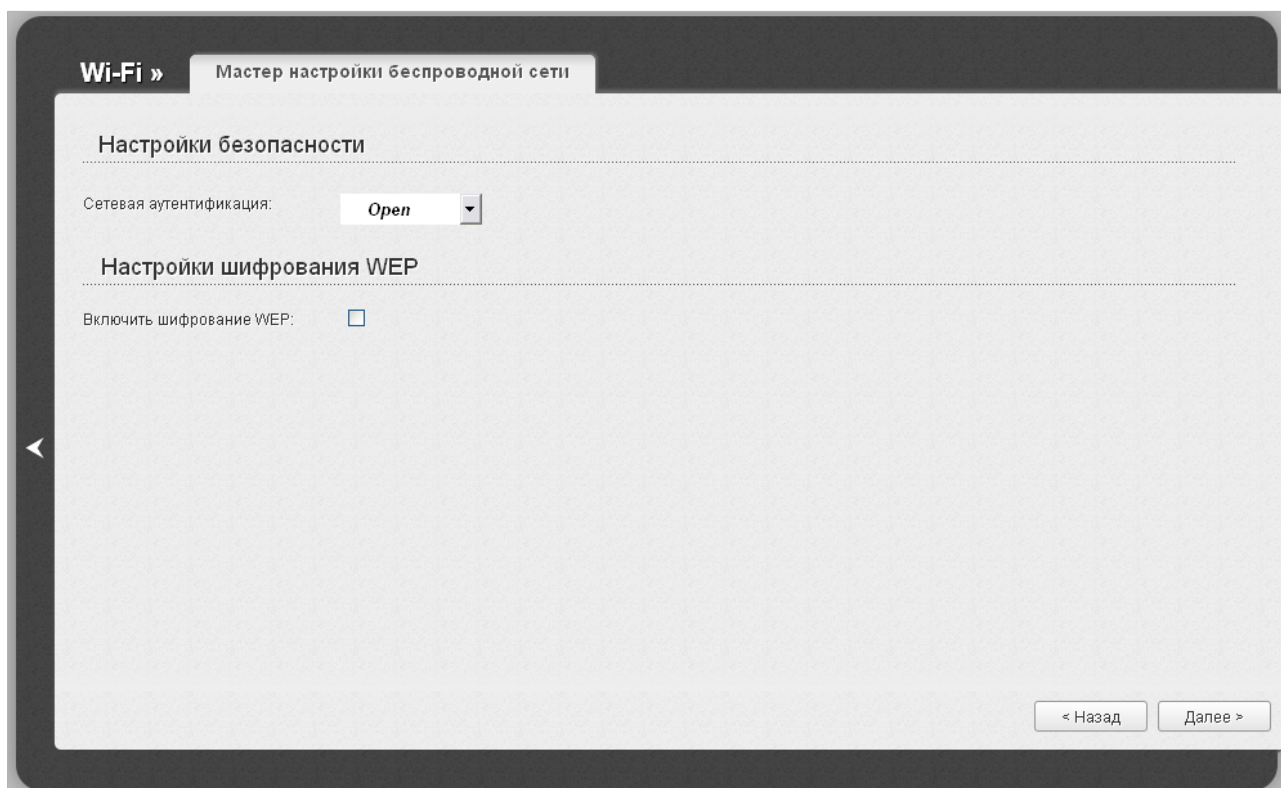 Wi-Fi » Мастер настройки беспроводной сети
Настройки безопасности
Сетевая аутентификация: Open
Настройки шифрования WEP
Включить шифрование WEP:
< Назад Далее >